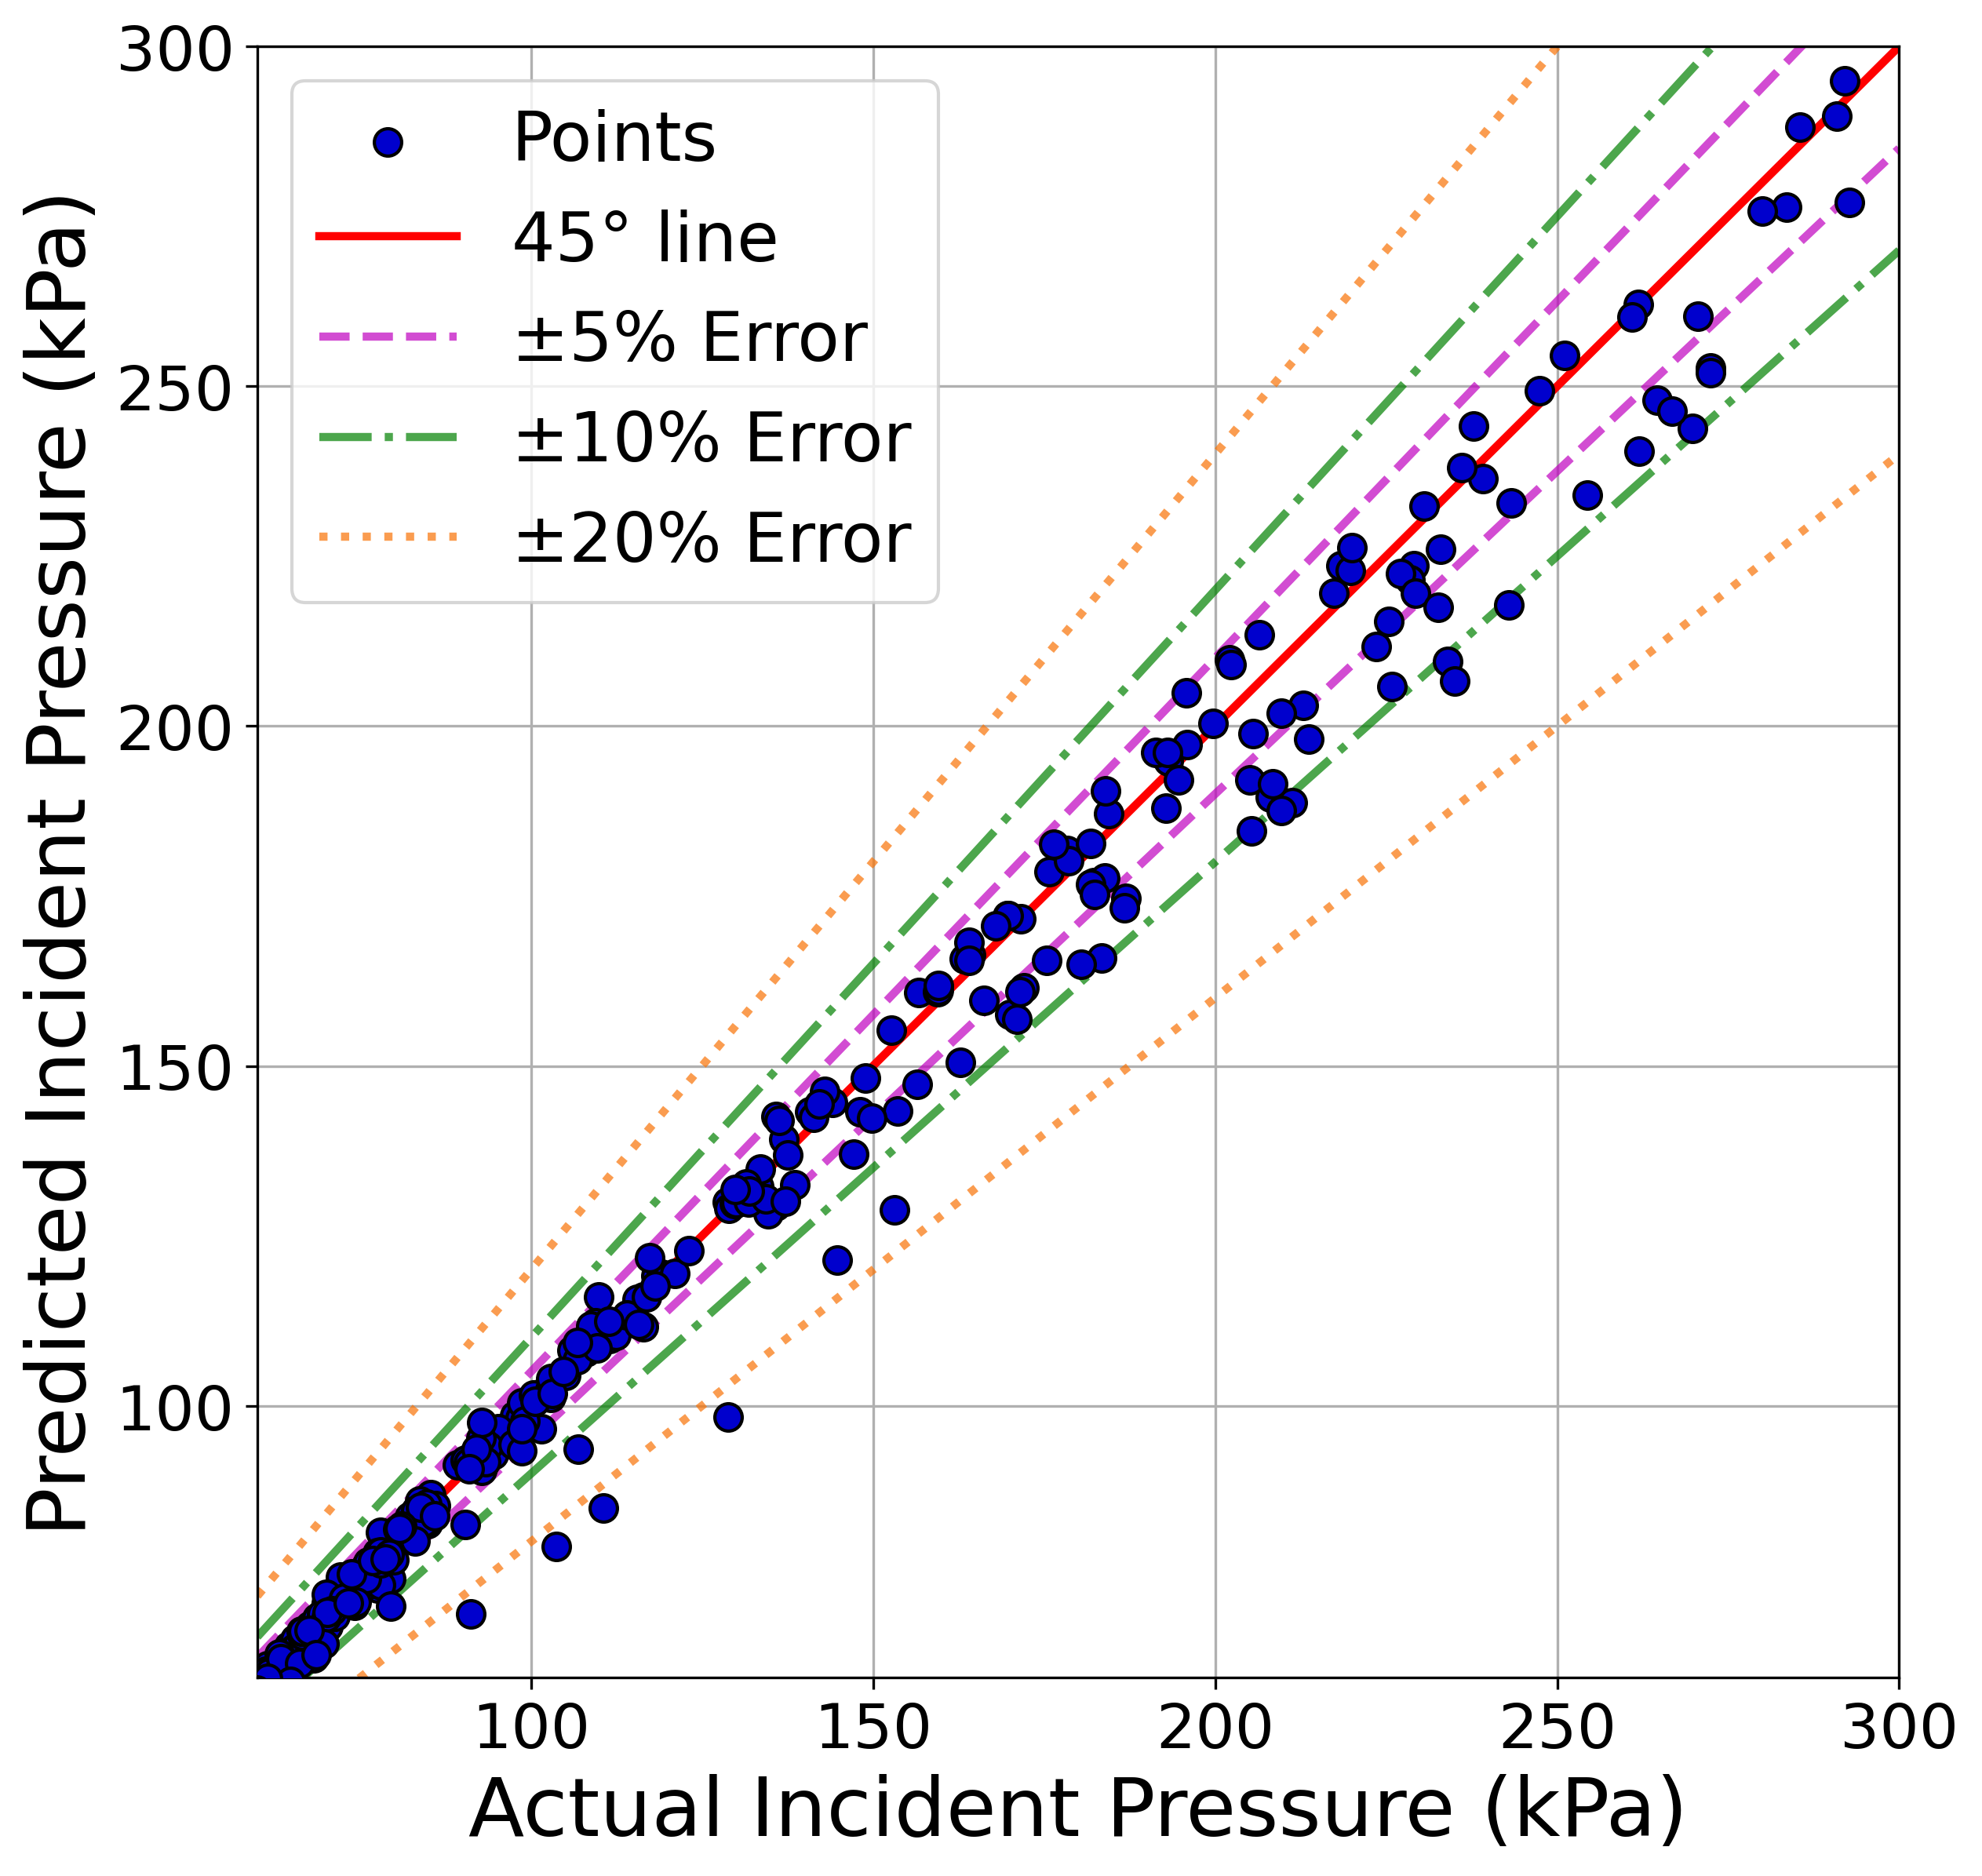 Predicted Incident Pressure (kPa)
300
250
200
150
100
Points
45° line
±5% Error
±10% Error
±20% Error
100
150
200
250
300
Actual Incident Pressure (kPa)